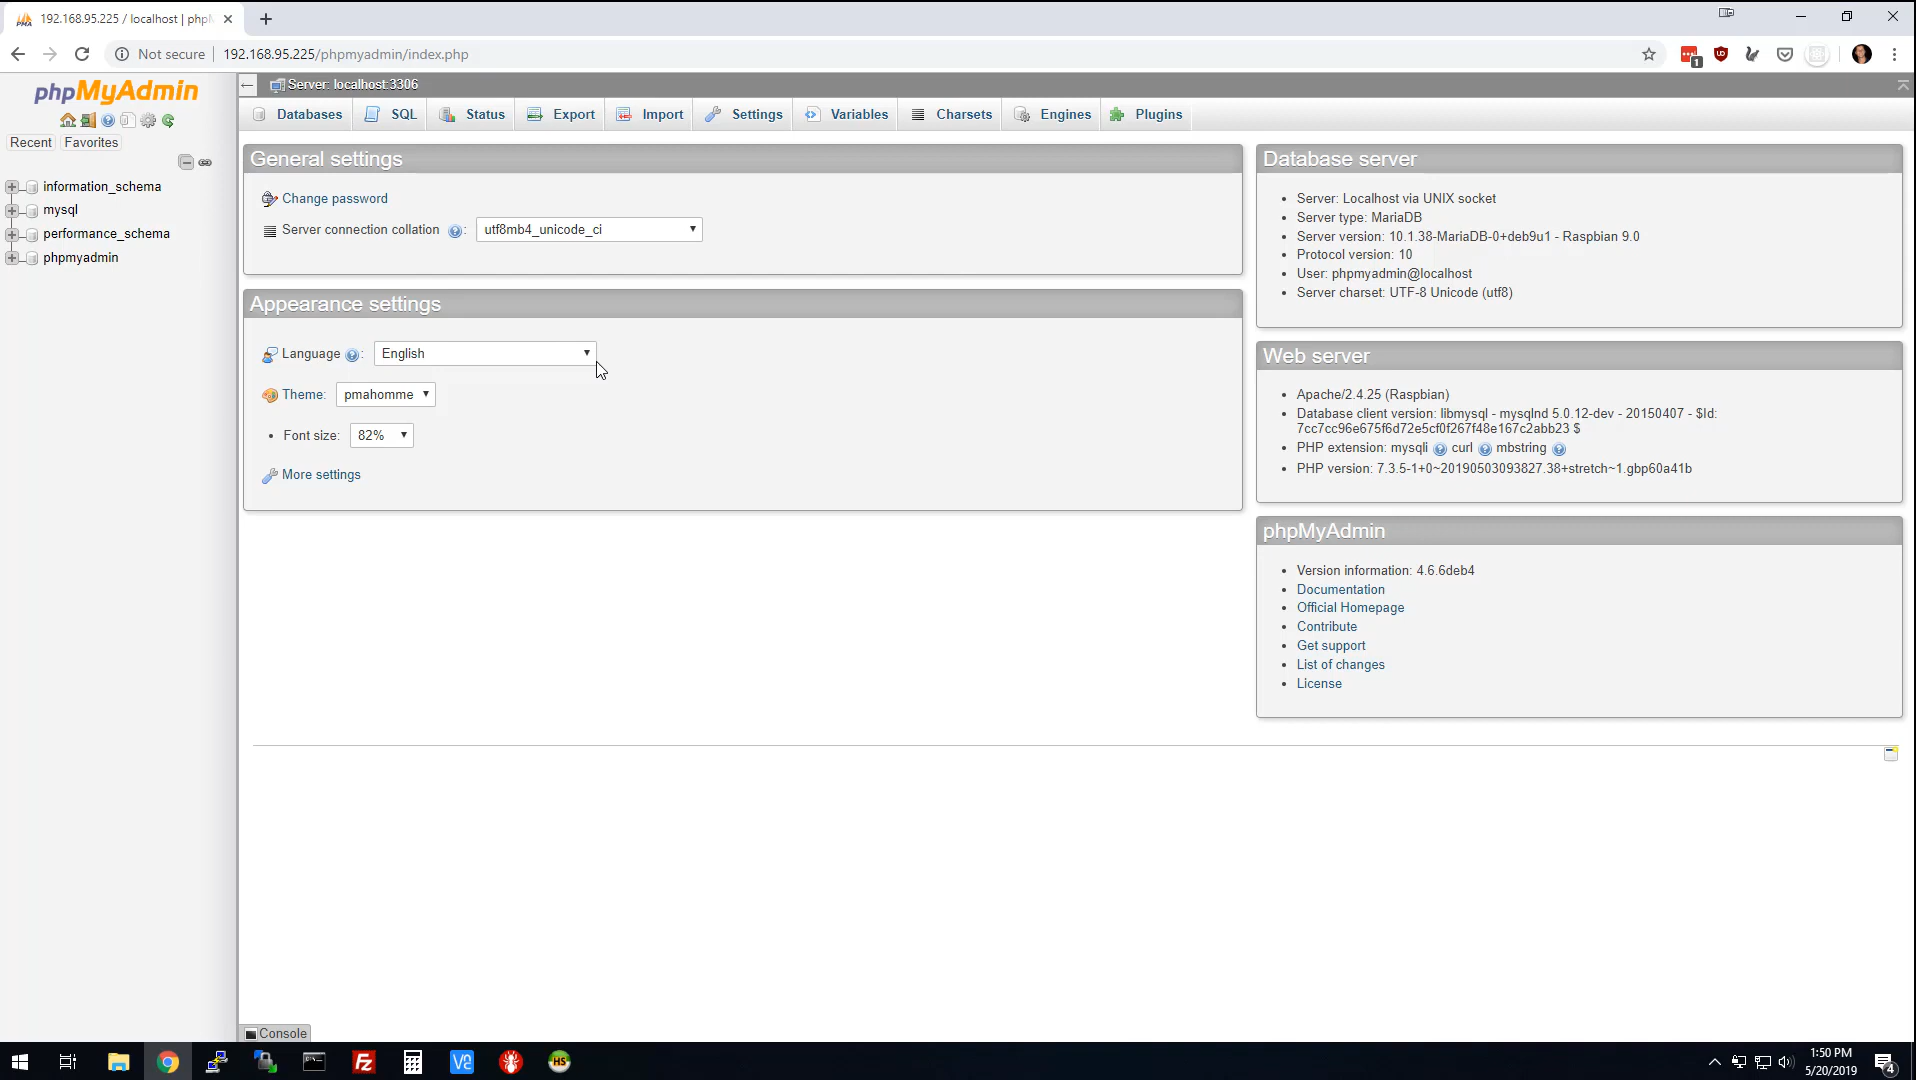 192.168.95.225 / localhost | phpM
Not secure
192.168.95.225/phpmyadmin/index.php
1
phpMyAdmin
Recent
Favorites
information_schema
mysql
performance_schema
phpmyadmin
Server: localhost:3306
Databases
SQL
Status
Export
Import
Settings
Variables
Charsets
Engines
Plugins
General settings
Change password
Server connection collation : utf8mb4_unicode_ci
Appearance settings
Language : English
Theme: pmahomme
Font size: 82%
More settings
Database server
Server: Localhost via UNIX socket
Server type: MariaDB
Server version: 10.1.38-MariaDB-0+deb9u1 - Raspbian 9.0
Protocol version: 10
User: phpmyadmin@localhost
Server charset: UTF-8 Unicode (utf8)
Web server
Apache/2.4.25 (Raspbian)
Database client version: libmysql - mysqlnd 5.0.12-dev - 20150407 - $Id:
7cc7cc96e675f6d72e5cf0f267f48e167c2abb23 $
PHP extension: mysqli curl mbstring
PHP version: 7.3.5-1+0~20190503093827.38+stretch~1.gbp60a41b
phpMyAdmin
Version information: 4.6.6deb4
Documentation
Official Homepage
Contribute
Get support
List of changes
License
Console
1:50 PM
5/20/2019
4